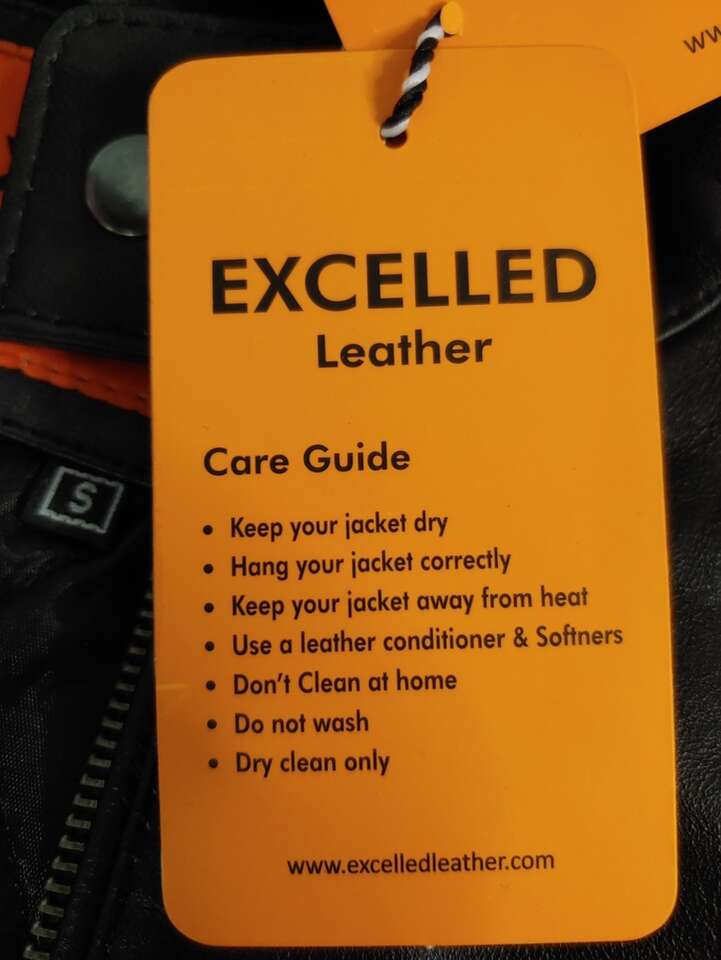 EXCELLED
Leather
Care Guide
• Keep your jacket dry
• Hang your jacket correctly
• Keep your jacket away from heat
• Use a leather conditioner & Softners
• Don't Clean at home
• Do not wash
• Dry clean only
www.excelledleather.com
S